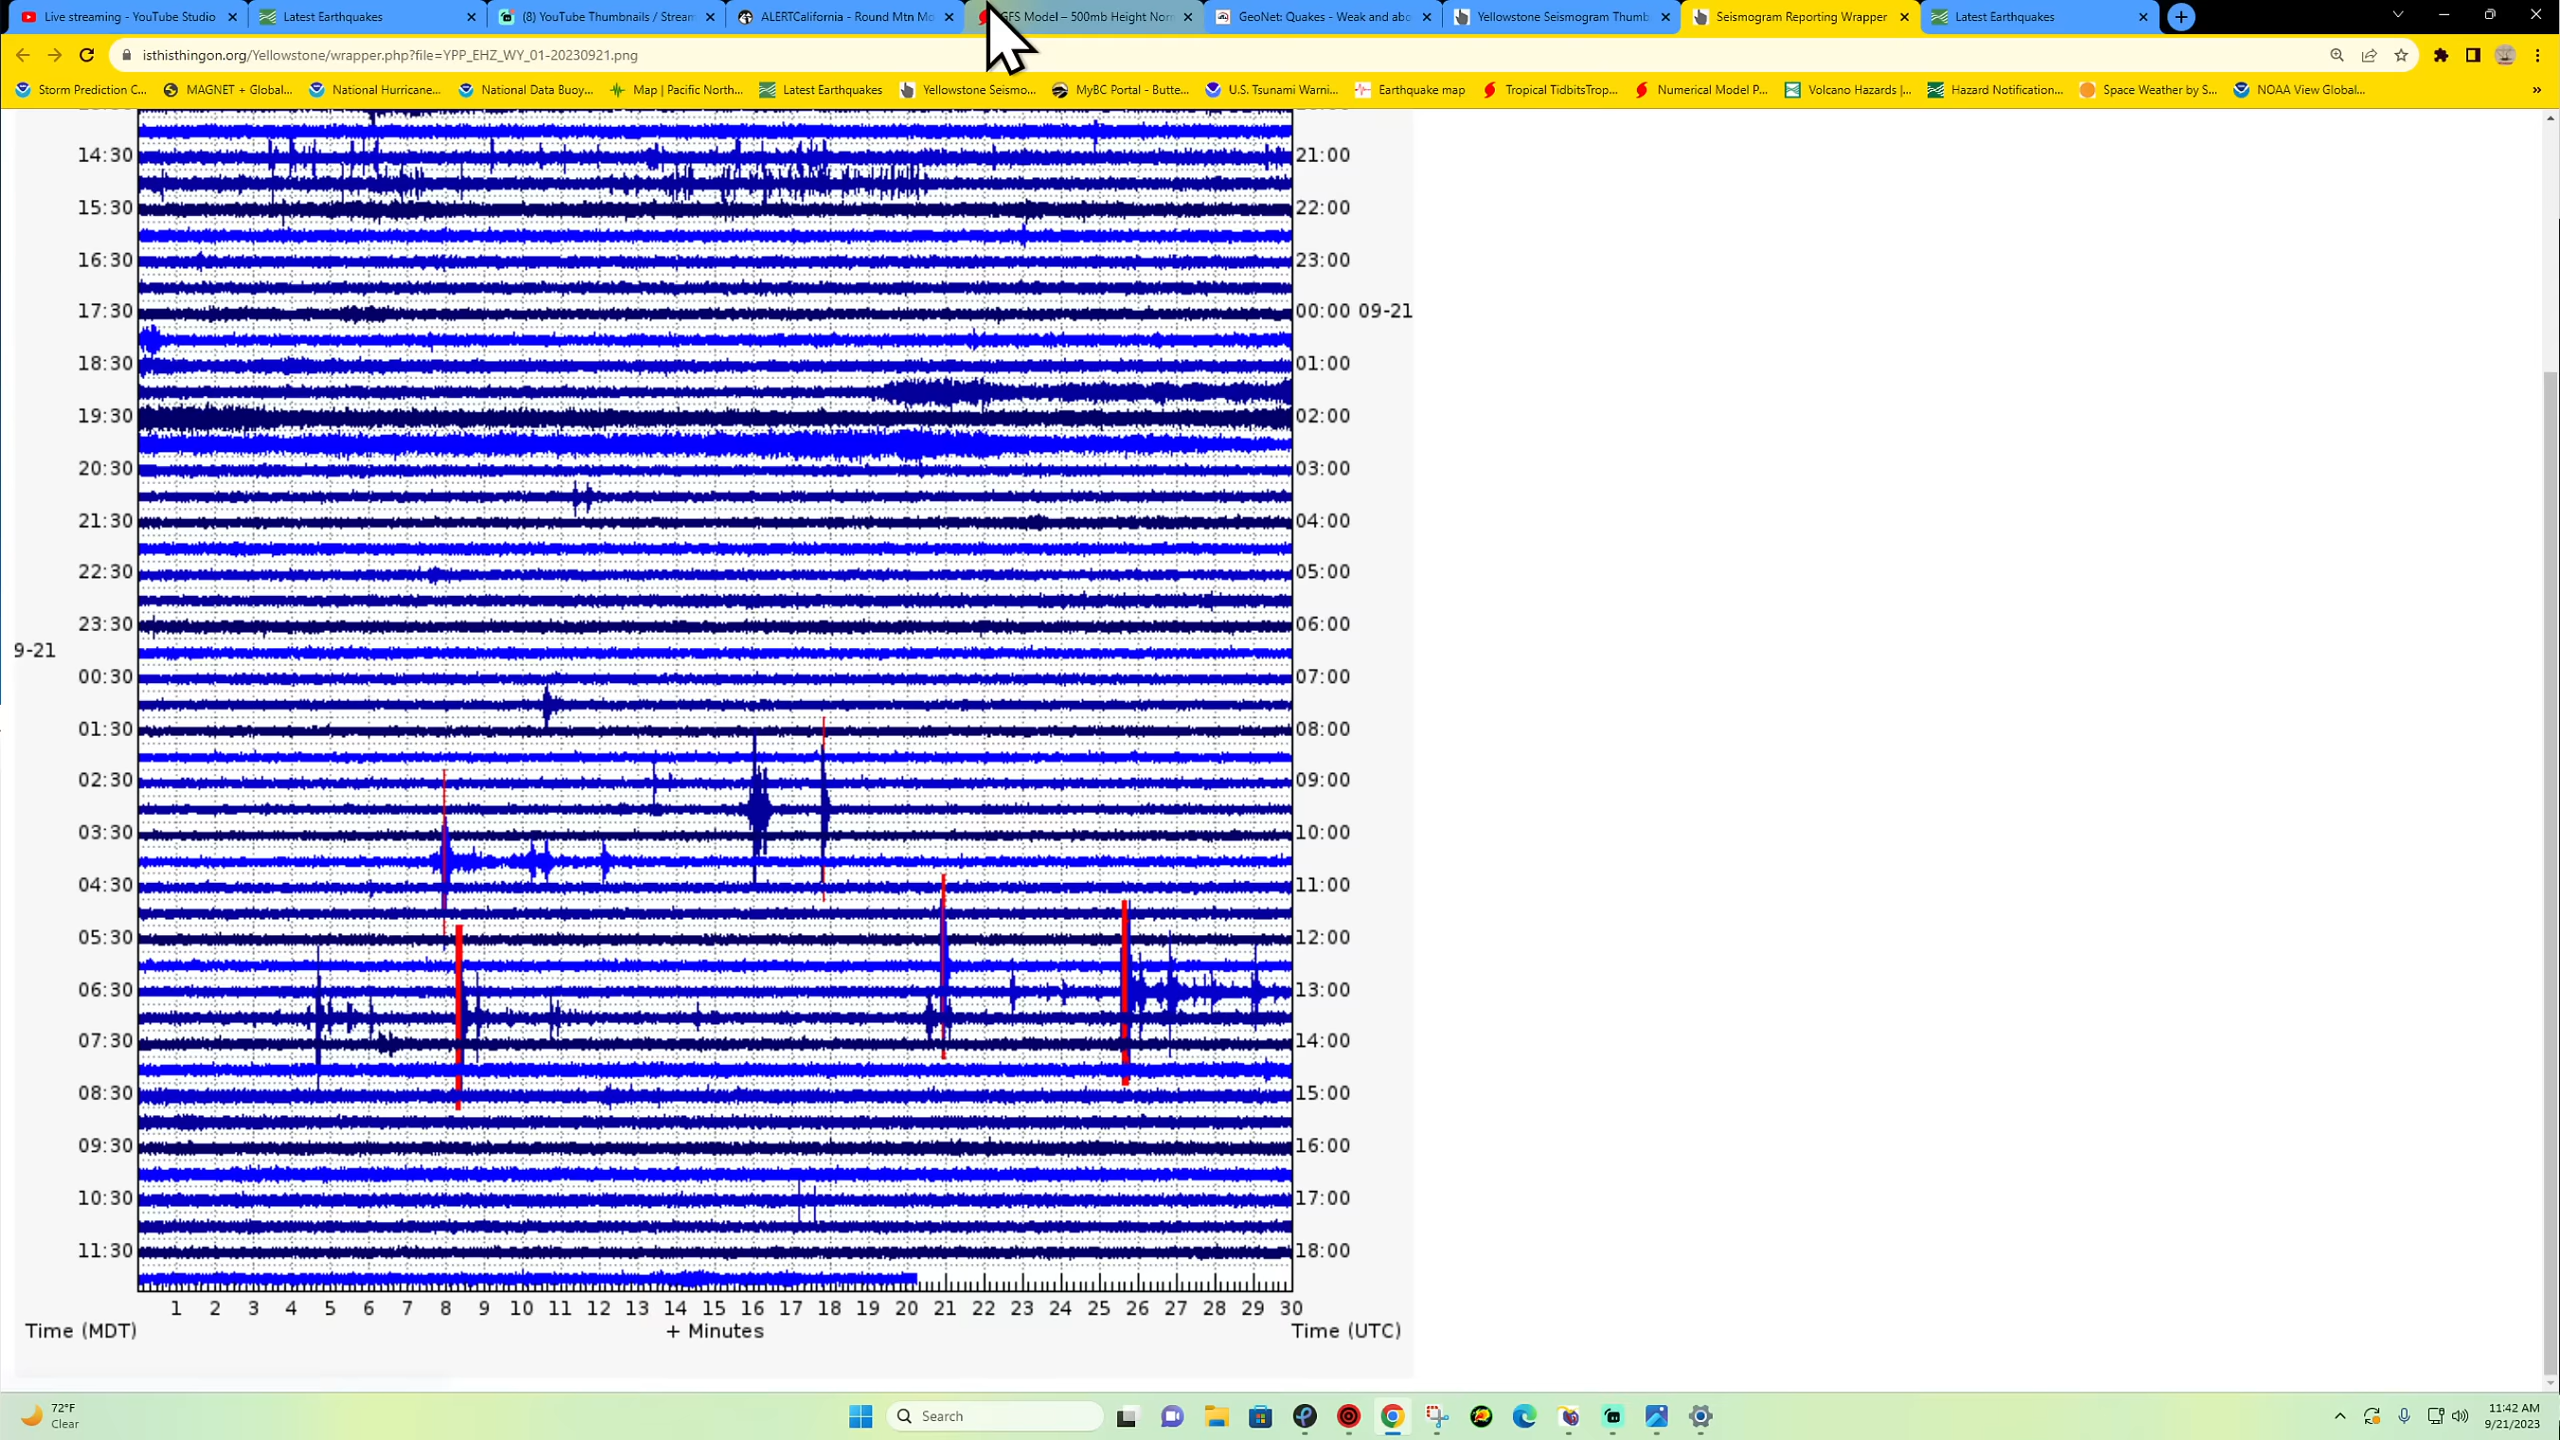 Live streaming - YouTube Studio
Latest Earthquakes
(8) YouTube Thumbnails / Stream
ALERTCalifornia - Round Mtn Mo
GFS Model – 500mb Height Norm
GeoNet: Quakes - Weak and abo
Yellowstone Seismogram Thumb
Seismogram Reporting Wrapper
Latest Earthquakes
isthisthingon.org/Yellowstone/wrapper.php?file=YPP_EHZ_WY_01-20230921.png
Storm Prediction C...
MAGNET + Global...
National Hurricane...
National Data Buoy...
Map | Pacific North...
Latest Earthquakes
Yellowstone Seismo...
MyBC Portal - Butte...
U.S. Tsunami Warni...
Earthquake map
Tropical TidbitsTrop...
Numerical Model P...
Volcano Hazards |...
Hazard Notification...
Space Weather by S...
NOAA View Global...
»
14:30 21:00
15:30 22:00
16:30 23:00
17:30 00:00 09-21
18:30 01:00
19:30 02:00
20:30 03:00
21:30 04:00
22:30 05:00
23:30 06:00
9-21
00:30 07:00
01:30 08:00
02:30 09:00
03:30 10:00
04:30 11:00
05:30 12:00
06:30 13:00
07:30 14:00
08:30 15:00
09:30 16:00
10:30 17:00
11:30 18:00
1 2 3 4 5 6 7 8 9 10 11 12 13 14 15 16 17 18 19 20 21 22 23 24 25 26 27 28 29 30
Time (MDT) + Minutes Time (UTC)
72°F
Clear
Search
11:42 AM
9/21/2023